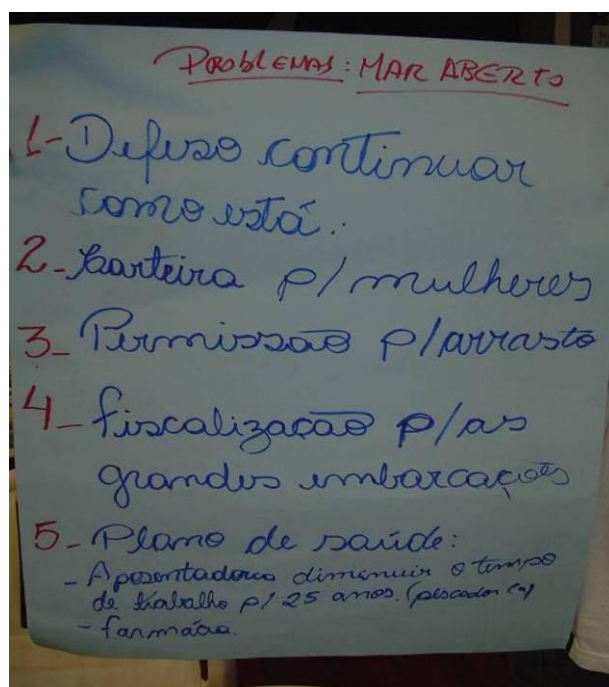 PROBLEMAS: MAR ABERTO
1- Defeso continuar
como está.
2- Carteira p/ mulheres
3- Permissão p/ arrasto
4- fiscalização p/ as
grandes embarcações
5- Plano de saúde:
- Aposentadoria dimenuir o tempo
de trabalho p/ 25 anos. (pescador (a)
- farmácia.